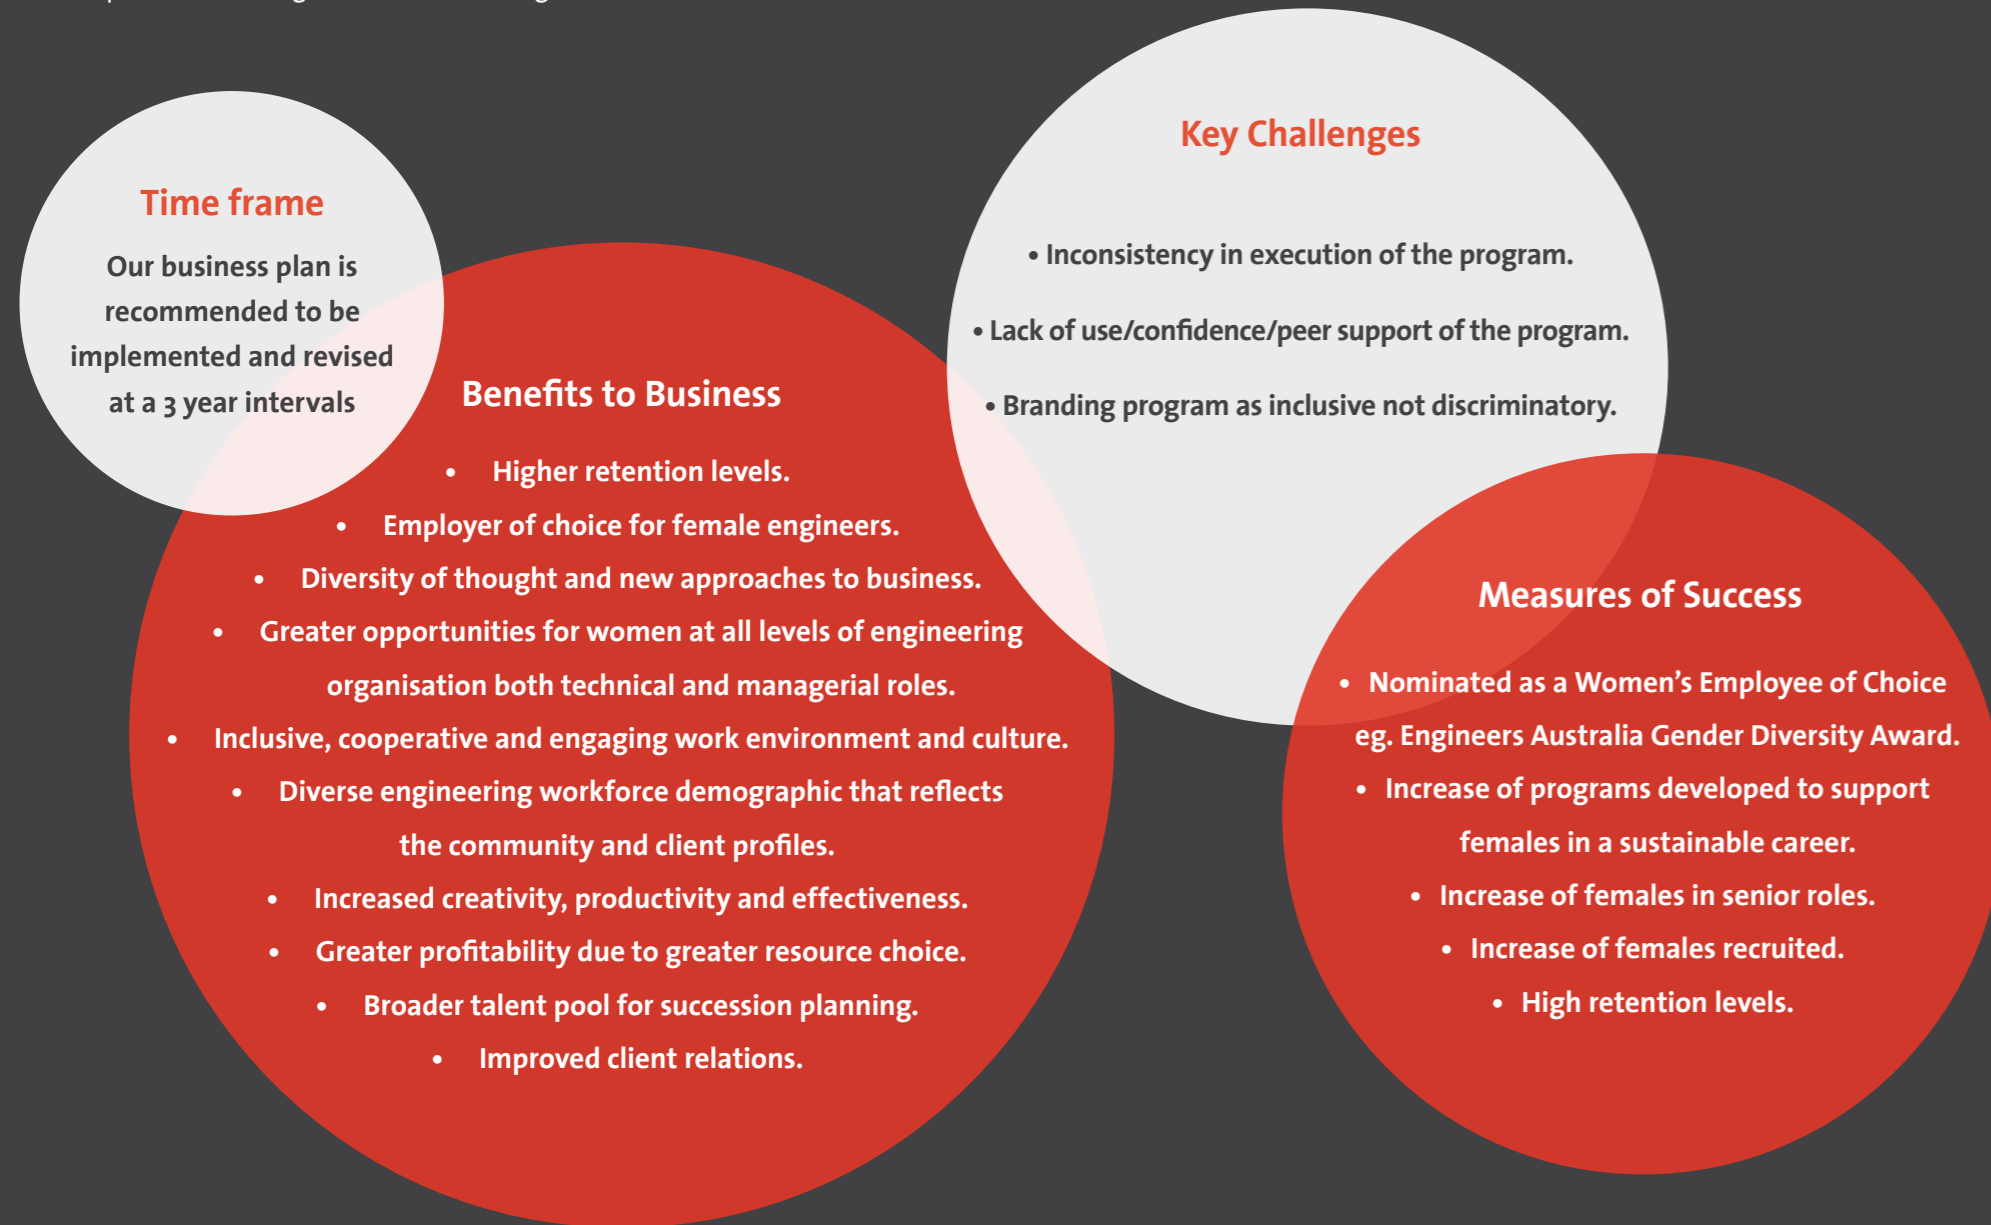 Time frame
Our business plan is
recommended to be
implemented and revised
at a 3 year intervals
Benefits to Business
• Higher retention levels.
• Employer of choice for female engineers.
• Diversity of thought and new approaches to business.
• Greater opportunities for women at all levels of engineering
organisation both technical and managerial roles.
• Inclusive, cooperative and engaging work environment and culture.
• Diverse engineering workforce demographic that reflects
the community and client profiles.
• Increased creativity, productivity and effectiveness.
• Greater profitability due to greater resource choice.
• Broader talent pool for succession planning.
• Improved client relations.
Key Challenges
• Inconsistency in execution of the program.
• Lack of use/confidence/peer support of the program.
• Branding program as inclusive not discriminatory.
Measures of Success
• Nominated as a Women’s Employee of Choice
eg. Engineers Australia Gender Diversity Award.
• Increase of programs developed to support
females in a sustainable career.
• Increase of females in senior roles.
• Increase of females recruited.
• High retention levels.